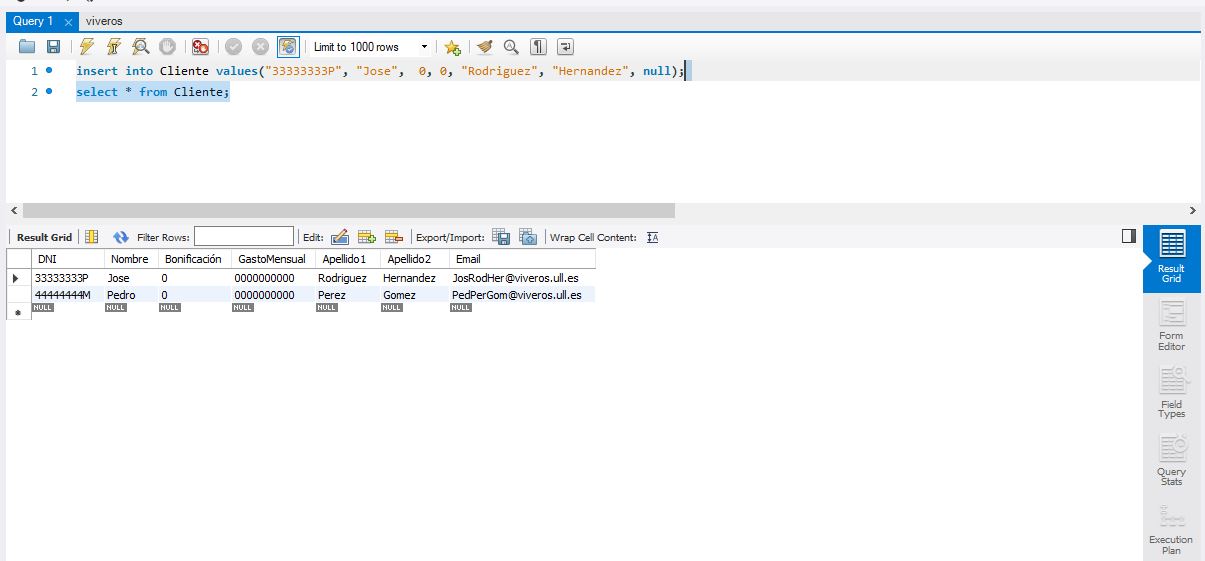 Query 1 × viveros
Limit to 1000 rows
1 insert into Cliente values("33333333P", "Jose",  0, 0, "Rodriguez", "Hernandez", null);
2 select * from Cliente;
Result Grid Filter Rows: Edit: Export/Import: Wrap Cell Content: IA
DNI Nombre Bonificación GastoMensual Apellido1 Apellido2 Email
33333333P Jose 0 0000000000 Rodriguez Hernandez JosRodHer@viveros.ull.es
44444444M Pedro 0 0000000000 Perez Gomez PedPerGom@viveros.ull.es
NULL NULL NULL NULL NULL NULL NULL
Result
Grid
Form
Editor
Field
Types
Query
Stats
Execution
Plan